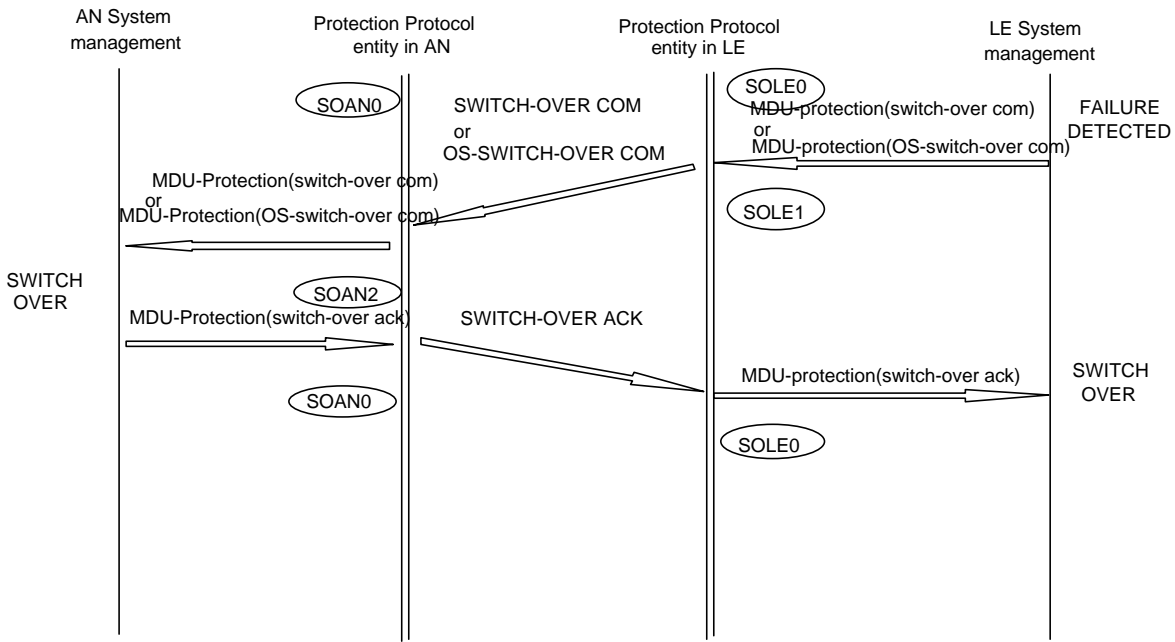 AN System
management
Protection Protocol
entity in AN
Protection Protocol
entity in LE
LE System
management
SOAN0
SWITCH-OVER COM
or
OS-SWITCH-OVER COM
SOLE0
MDU-protection(switch-over com)
or
MDU-protection(OS-switch-over com)
FAILURE
DETECTED
MDU-Protection(switch-over com)
or
MDU-Protection(OS-switch-over com)
SOLE1
SWITCH
OVER
SOAN2
MDU-Protection(switch-over ack)
SWITCH-OVER ACK
MDU-protection(switch-over ack)
SWITCH
OVER
SOAN0
SOLE0